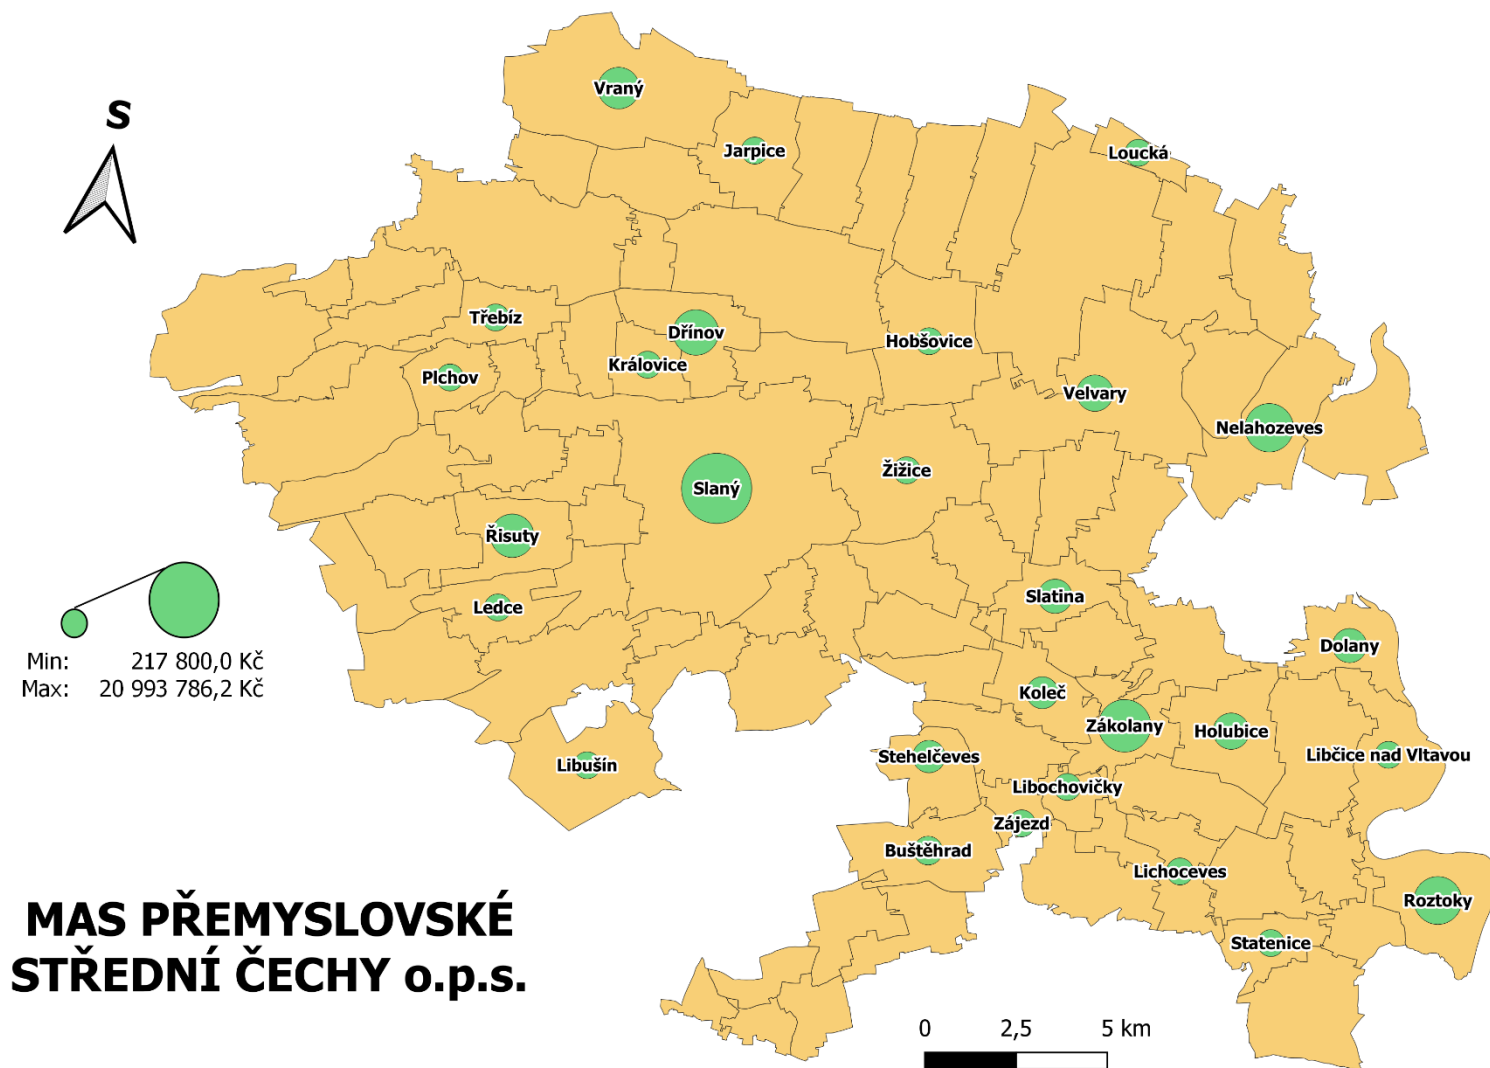 S
Vraný
Jarpice
Loucká
Třebíz
Dřínov
Hobšovice
Královice
Plchov
Velvary
Nelahozeves
Žižice
Slaný
Řisuty
Slatina
Ledce
Dolany
Min: 217 800,0 Kč
Max: 20 993 786,2 Kč
Koleč
Zákolany
Holubice
Stehelčeves
Libčice nad Vltavou
Libušín
Libochovičky
Zájezd
Buštěhrad
Lichoceves
Roztoky
Statenice
MAS PŘEMYSLOVSKÉ
STŘEDNÍ ČECHY o.p.s.
0 2,5 5 km